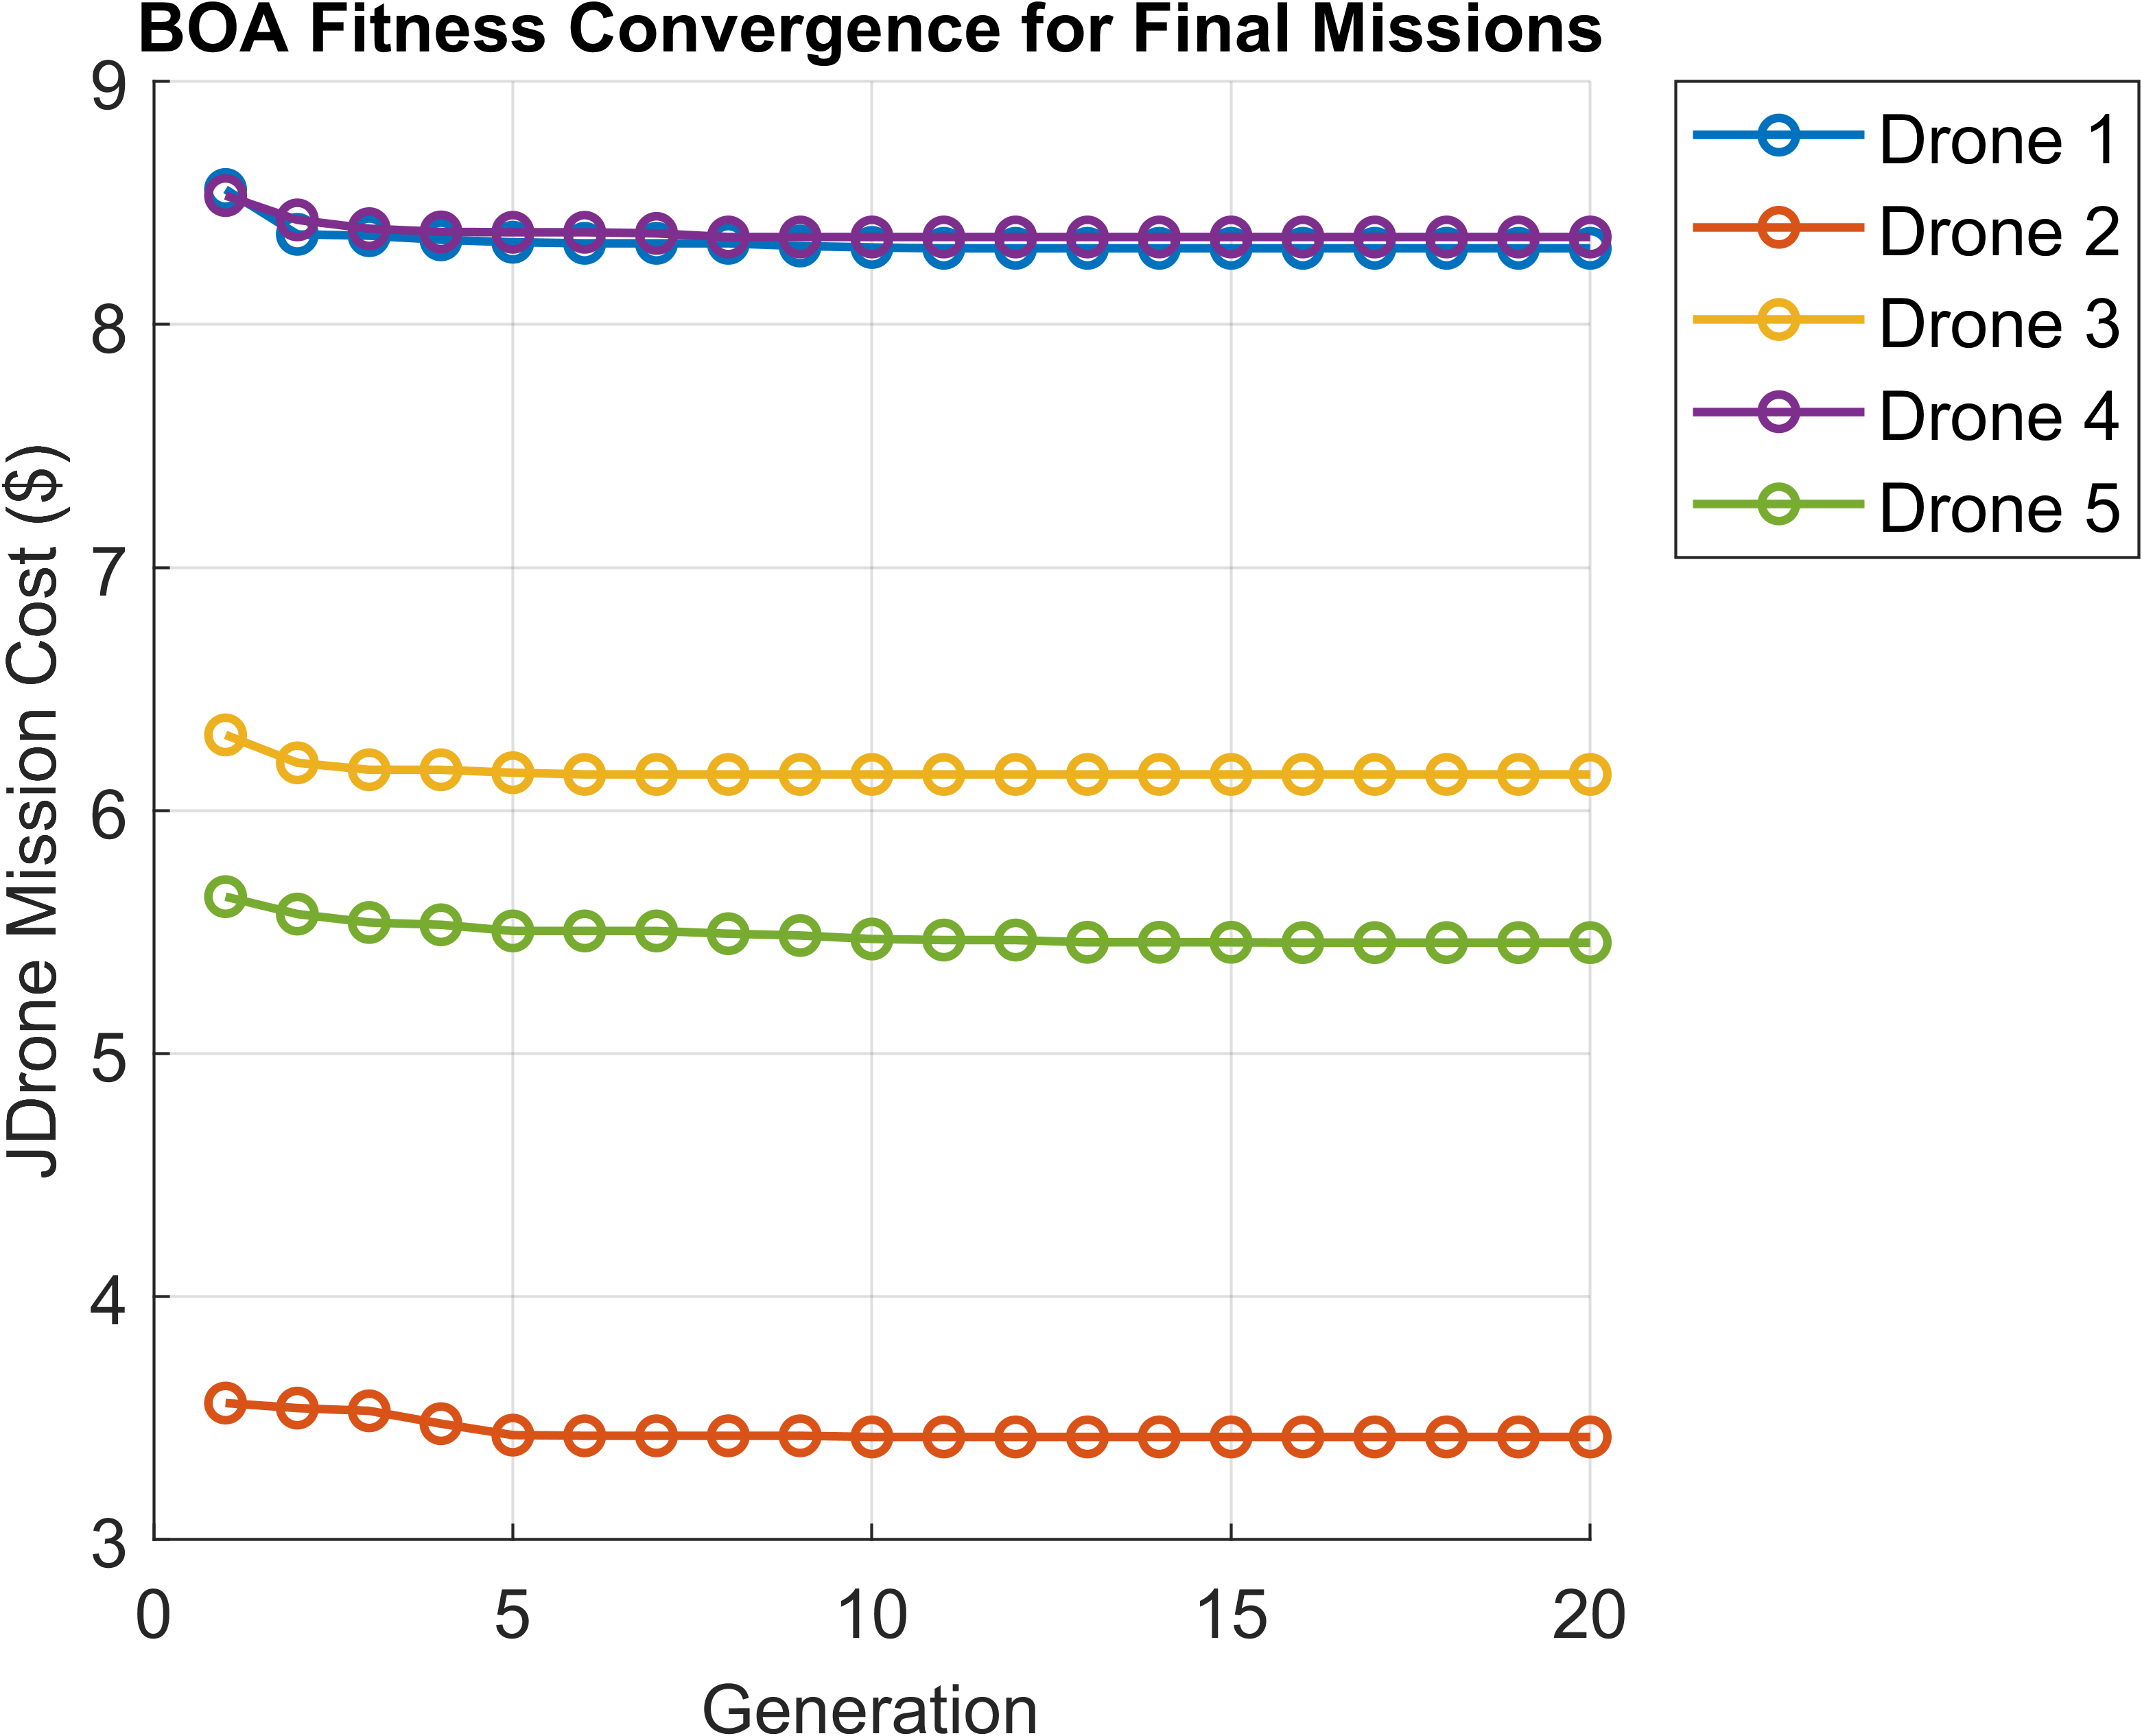 BOA Fitness Convergence for Final Missions
9
8
7
6
5
4
3
JDrone Mission Cost ($)
0
5
10
15
20
Generation
Drone 1
Drone 2
Drone 3
Drone 4
Drone 5